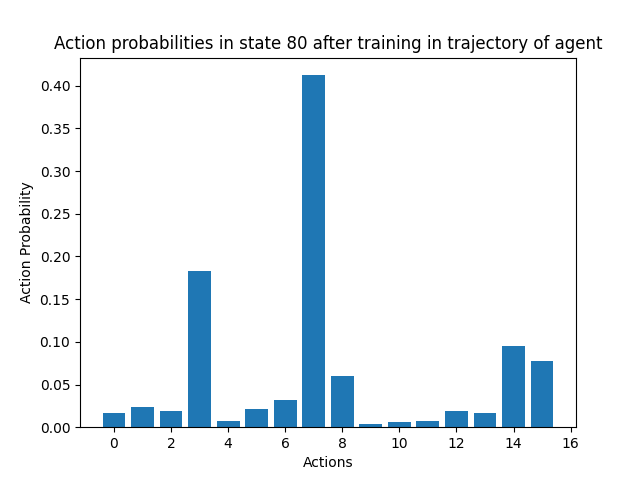 Action probabilities in state 80 after training in trajectory of agent
0.40
0.35
0.30
0.25
0.20
0.15
0.10
0.05
0.00
Action Probability
0 2 4 6 8 10 12 14 16
Actions